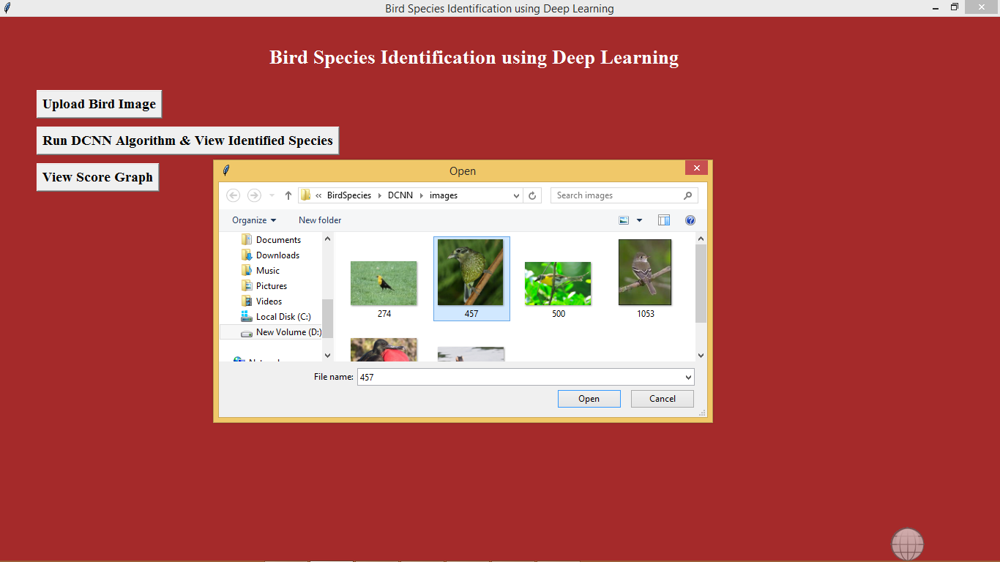 Bird Species Identification using Deep Learning
Bird Species Identification using Deep Learning
Upload Bird Image
Run DCNN Algorithm & View Identified Species
View Score Graph
Open
« BirdSpecies DCNN images
Search images
Organize
New folder
Documents
Downloads
Music
Pictures
Videos
Local Disk (C:)
New Volume (D:)
274
457
500
1053
File name:
457
Open
Cancel